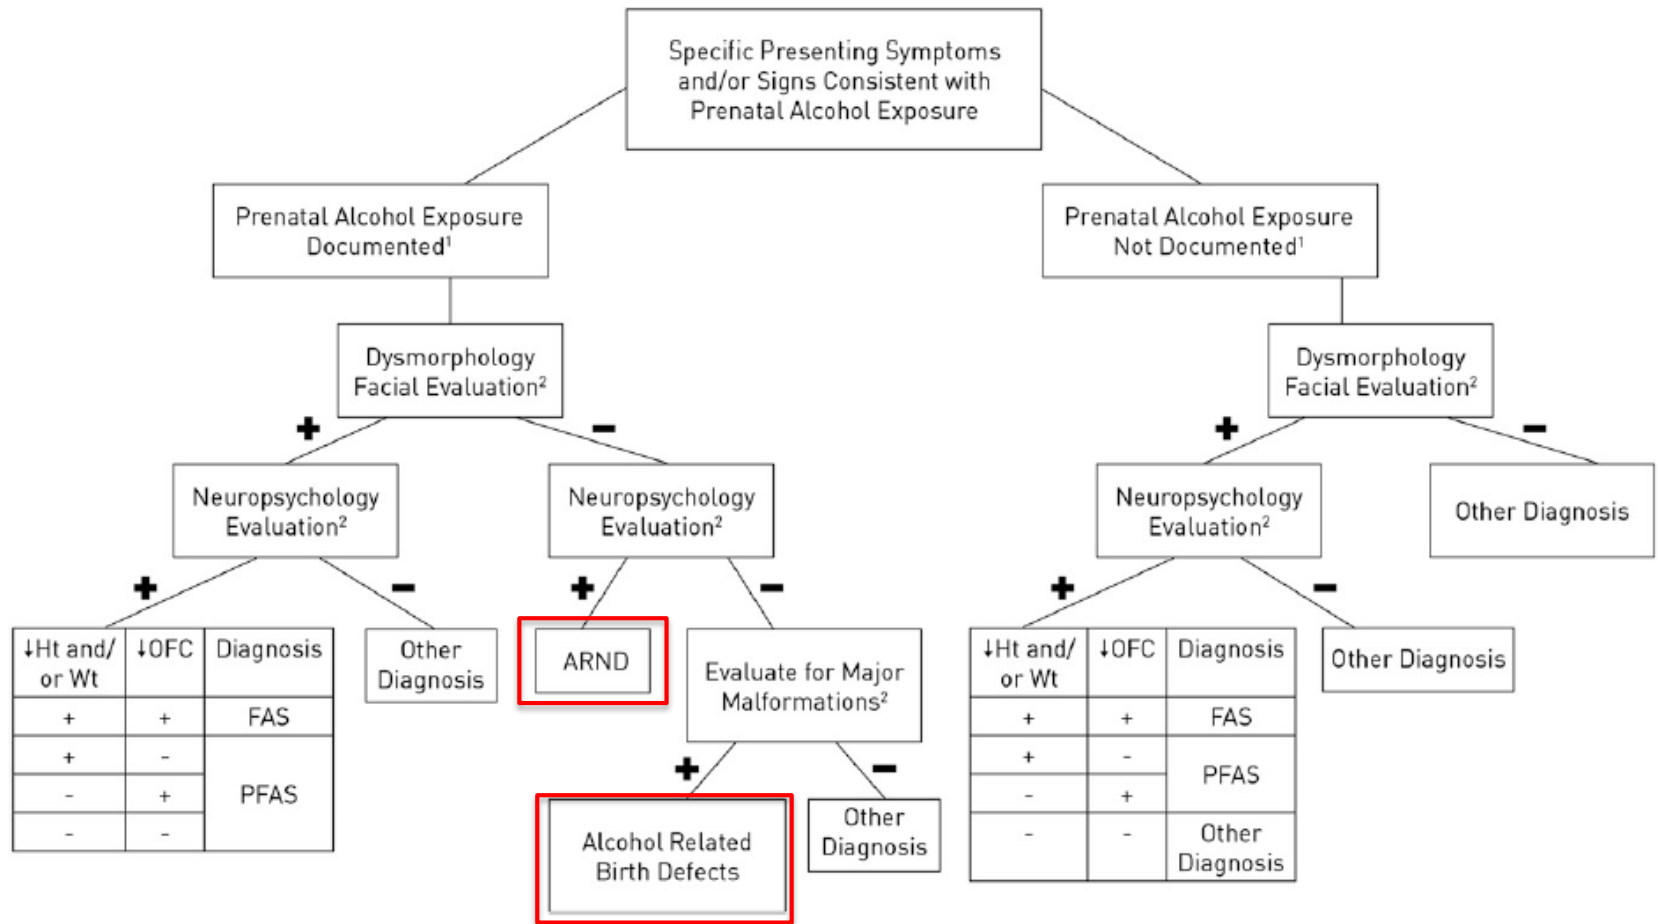 Specific Presenting Symptoms
and/or Signs Consistent with
Prenatal Alcohol Exposure
Prenatal Alcohol Exposure
Documented¹
Prenatal Alcohol Exposure
Not Documented¹
Dysmorphology
Facial Evaluation²
Dysmorphology
Facial Evaluation²
+ −
+ −
Neuropsychology
Evaluation²
Neuropsychology
Evaluation²
Neuropsychology
Evaluation²
Other Diagnosis
+ −
+ −
+ −
↓Ht and/
or Wt
↓OFC
Diagnosis
+ + FAS
+ -
- + PFAS
- -
Other
Diagnosis
ARND
Evaluate for Major
Malformations²
+ −
Alcohol Related
Birth Defects
Other
Diagnosis
↓Ht and/
or Wt
↓OFC
Diagnosis
+ + FAS
+ -
PFAS
- +
- - Other
Diagnosis
Other Diagnosis